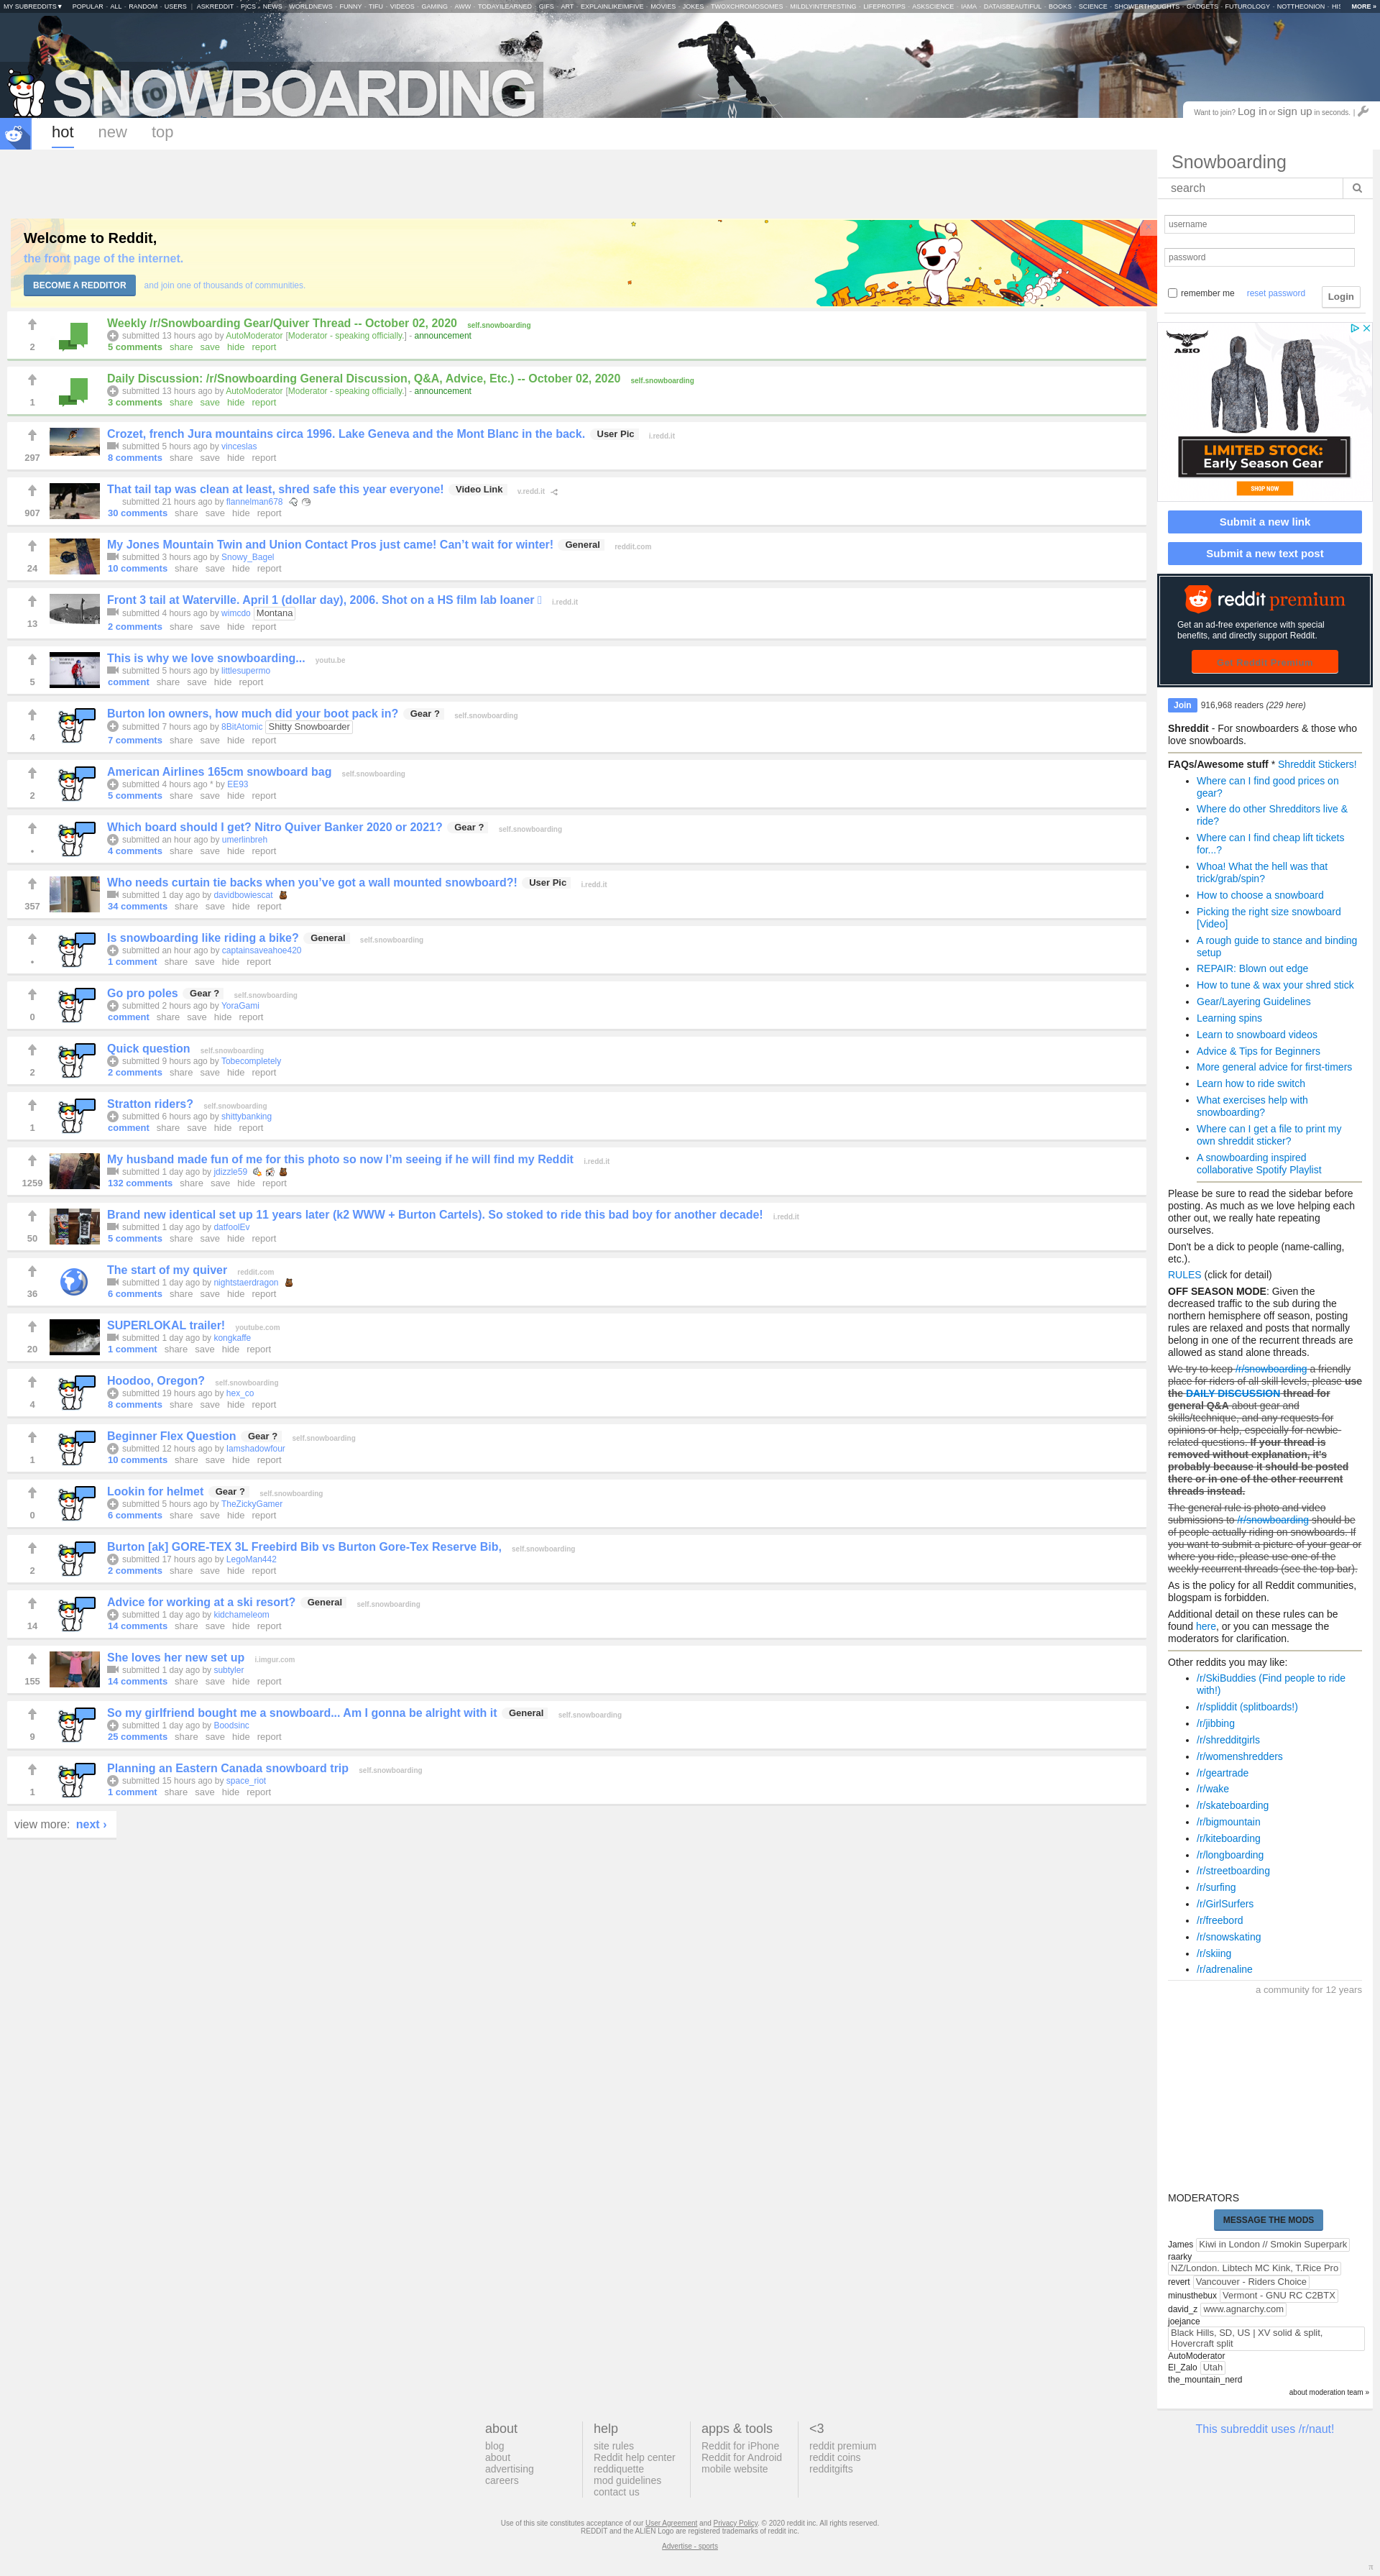 MY SUBREDDITS ▼ POPULAR - ALL - RANDOM - USERS | ASKREDDIT - PICS - NEWS - WORLDNEWS - FUNNY - TIFU - VIDEOS - GAMING - AWW - TODAYILEARNED - GIFS - ART - EXPLAINLIKEIMFIVE - MOVIES - JOKES - TWOXCHROMOSOMES - MILDLYINTERESTING - LIFEPROTIPS - ASKSCIENCE - IAMA - DATAISBEAUTIFUL - BOOKS - SCIENCE - SHOWERTHOUGHTS - GADGETS - FUTUROLOGY - NOTTHEONION - MORE »
SNOWBOARDING
Want to join? Log in or sign up in seconds. |
hot new top
Snowboarding
search
username
password
remember me reset password Login
Welcome to Reddit,
the front page of the internet.
BECOME A REDDITOR and join one of thousands of communities.
Weekly /r/Snowboarding Gear/Quiver Thread -- October 02, 2020 self.snowboarding
submitted 13 hours ago by AutoModerator [Moderator - speaking officially.] - announcement
2 5 comments share save hide report
Daily Discussion: /r/Snowboarding General Discussion, Q&A, Advice, Etc.) -- October 02, 2020 self.snowboarding
submitted 13 hours ago by AutoModerator [Moderator - speaking officially.] - announcement
1 3 comments share save hide report
Crozet, french Jura mountains circa 1996. Lake Geneva and the Mont Blanc in the back. User Pic i.redd.it
submitted 5 hours ago by vinceslas
297 8 comments share save hide report
That tail tap was clean at least, shred safe this year everyone! Video Link v.redd.it
submitted 21 hours ago by flannelman678
907 30 comments share save hide report
My Jones Mountain Twin and Union Contact Pros just came! Can’t wait for winter! General reddit.com
submitted 3 hours ago by Snowy_Bagel
24 10 comments share save hide report
Front 3 tail at Waterville. April 1 (dollar day), 2006. Shot on a HS film lab loaner i.redd.it
submitted 4 hours ago by wimcdo Montana
13 2 comments share save hide report
This is why we love snowboarding... youtu.be
submitted 5 hours ago by littlesupermo
5 comment share save hide report
Burton Ion owners, how much did your boot pack in? Gear ? self.snowboarding
submitted 7 hours ago by 8BitAtomic Shitty Snowboarder
4 7 comments share save hide report
American Airlines 165cm snowboard bag self.snowboarding
submitted 4 hours ago * by EE93
2 5 comments share save hide report
Which board should I get? Nitro Quiver Banker 2020 or 2021? Gear ? self.snowboarding
submitted an hour ago by umerlinbreh
• 4 comments share save hide report
Who needs curtain tie backs when you’ve got a wall mounted snowboard?! User Pic i.redd.it
submitted 1 day ago by davidbowiescat
357 34 comments share save hide report
Is snowboarding like riding a bike? General self.snowboarding
submitted an hour ago by captainsaveahoe420
• 1 comment share save hide report
Go pro poles Gear ? self.snowboarding
submitted 2 hours ago by YoraGami
0 comment share save hide report
Quick question self.snowboarding
submitted 9 hours ago by Tobecompletely
2 2 comments share save hide report
Stratton riders? self.snowboarding
submitted 6 hours ago by shittybanking
1 comment share save hide report
My husband made fun of me for this photo so now I’m seeing if he will find my Reddit i.redd.it
submitted 1 day ago by jdizzle59
1259 132 comments share save hide report
Brand new identical set up 11 years later (k2 WWW + Burton Cartels). So stoked to ride this bad boy for another decade! i.redd.it
submitted 1 day ago by datfoolEv
50 5 comments share save hide report
The start of my quiver reddit.com
submitted 1 day ago by nightstaerdragon
36 6 comments share save hide report
SUPERLOKAL trailer! youtube.com
submitted 1 day ago by kongkaffe
20 1 comment share save hide report
Hoodoo, Oregon? self.snowboarding
submitted 19 hours ago by hex_co
4 8 comments share save hide report
Beginner Flex Question Gear ? self.snowboarding
submitted 12 hours ago by Iamshadowfour
1 10 comments share save hide report
Lookin for helmet Gear ? self.snowboarding
submitted 5 hours ago by TheZickyGamer
0 6 comments share save hide report
Burton [ak] GORE-TEX 3L Freebird Bib vs Burton Gore-Tex Reserve Bib, self.snowboarding
submitted 17 hours ago by LegoMan442
2 2 comments share save hide report
Advice for working at a ski resort? General self.snowboarding
submitted 1 day ago by kidchameleom
14 14 comments share save hide report
She loves her new set up i.imgur.com
submitted 1 day ago by subtyler
155 14 comments share save hide report
So my girlfriend bought me a snowboard... Am I gonna be alright with it General self.snowboarding
submitted 1 day ago by Boodsinc
9 25 comments share save hide report
Planning an Eastern Canada snowboard trip self.snowboarding
submitted 15 hours ago by space_riot
1 1 comment share save hide report
view more: next ›
ASIO
LIMITED STOCK:
Early Season Gear
SHOP NOW
Submit a new link
Submit a new text post
reddit premium
Get an ad-free experience with special
benefits, and directly support Reddit.
Get Reddit Premium
Join 916,968 readers (229 here)
Shreddit - For snowboarders & those who
love snowboards.
FAQs/Awesome stuff * Shreddit Stickers!
Where can I find good prices on
gear?
Where do other Shredditors live &
ride?
Where can I find cheap lift tickets
for...?
Whoa! What the hell was that
trick/grab/spin?
How to choose a snowboard
Picking the right size snowboard
[Video]
A rough guide to stance and binding
setup
REPAIR: Blown out edge
How to tune & wax your shred stick
Gear/Layering Guidelines
Learning spins
Learn to snowboard videos
Advice & Tips for Beginners
More general advice for first-timers
Learn how to ride switch
What exercises help with
snowboarding?
Where can I get a file to print my
own shreddit sticker?
A snowboarding inspired
collaborative Spotify Playlist
Please be sure to read the sidebar before
posting. As much as we love helping each
other out, we really hate repeating
ourselves.
Don't be a dick to people (name-calling,
etc.).
RULES (click for detail)
OFF SEASON MODE: Given the
decreased traffic to the sub during the
northern hemisphere off season, posting
rules are relaxed and posts that normally
belong in one of the recurrent threads are
allowed as stand alone threads.
We try to keep /r/snowboarding a friendly
place for riders of all skill levels, please use
the DAILY DISCUSSION thread for
general Q&A about gear and
skills/technique, and any requests for
opinions or help, especially for newbie-
related questions. If your thread is
removed without explanation, it's
probably because it should be posted
there or in one of the other recurrent
threads instead.
The general rule is photo and video
submissions to /r/snowboarding should be
of people actually riding on snowboards. If
you want to submit a picture of your gear or
where you ride, please use one of the
weekly recurrent threads (see the top bar).
As is the policy for all Reddit communities,
blogspam is forbidden.
Additional detail on these rules can be
found here, or you can message the
moderators for clarification.
Other reddits you may like:
/r/SkiBuddies (Find people to ride
with!)
/r/spliddit (splitboards!)
/r/jibbing
/r/shredditgirls
/r/womenshredders
/r/geartrade
/r/wake
/r/skateboarding
/r/bigmountain
/r/kiteboarding
/r/longboarding
/r/streetboarding
/r/surfing
/r/GirlSurfers
/r/freebord
/r/snowskating
/r/skiing
/r/adrenaline
a community for 12 years
MODERATORS
MESSAGE THE MODS
James Kiwi in London // Smokin Superpark
raarky
NZ/London. Libtech MC Kink, T.Rice Pro
revert Vancouver - Riders Choice
minusthebux Vermont - GNU RC C2BTX
david_z www.agnarchy.com
joejance
Black Hills, SD, US | XV solid & split,
Hovercraft split
AutoModerator
El_Zalo Utah
the_mountain_nerd
about moderation team »
This subreddit uses /r/naut!
about
blog
about
advertising
careers
help
site rules
Reddit help center
reddiquette
mod guidelines
contact us
apps & tools
Reddit for iPhone
Reddit for Android
mobile website
<3
reddit premium
reddit coins
redditgifts
Use of this site constitutes acceptance of our User Agreement and Privacy Policy. © 2020 reddit inc. All rights reserved.
REDDIT and the ALIEN Logo are registered trademarks of reddit inc.
Advertise - sports
π